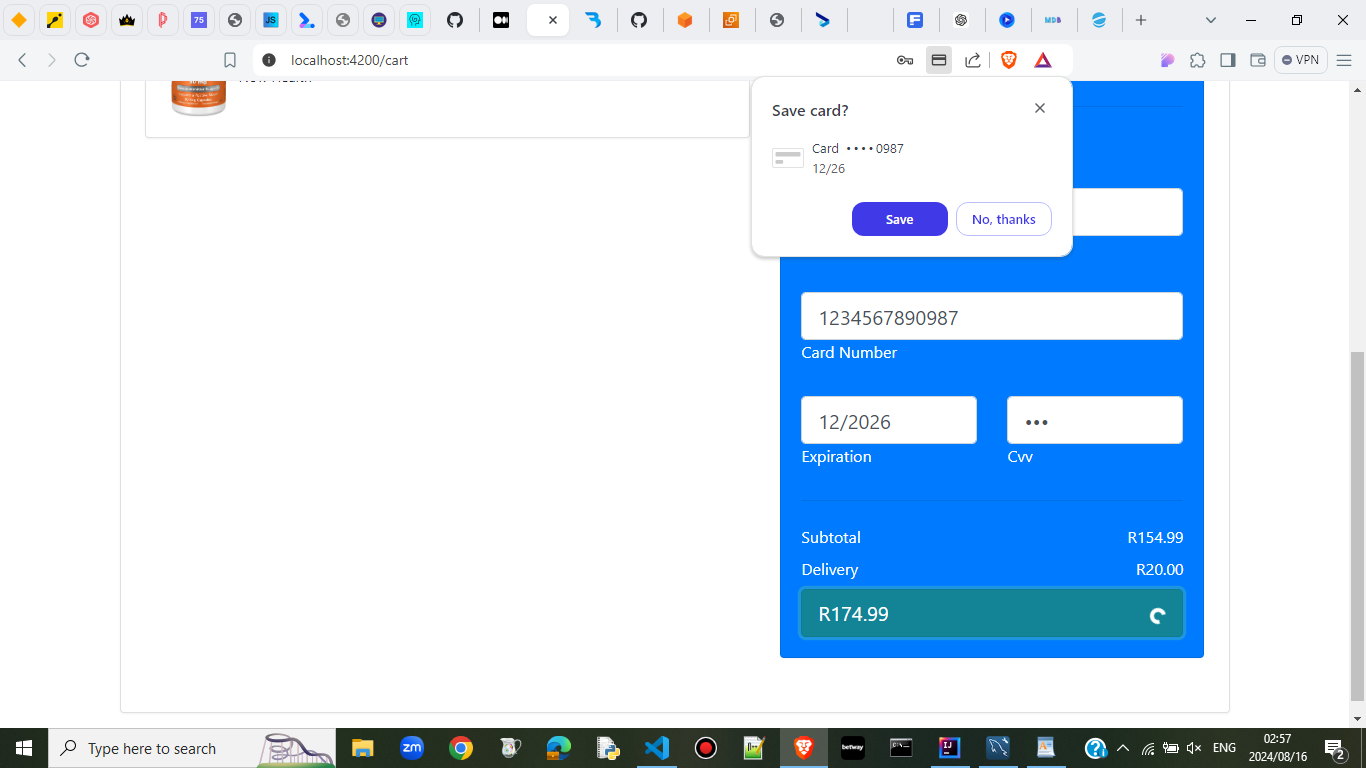 75
JS
F
MDB
localhost:4200/cart
VPN
Save card?
Card ••••0987
12/26
Save
No, thanks
1234567890987
Card Number
12/2026
•••
Expiration
Cvv
Subtotal
R154.99
Delivery
R20.00
R174.99
Type here to search
zm
betway
IJ
ENG
02:57
2024/08/16
2